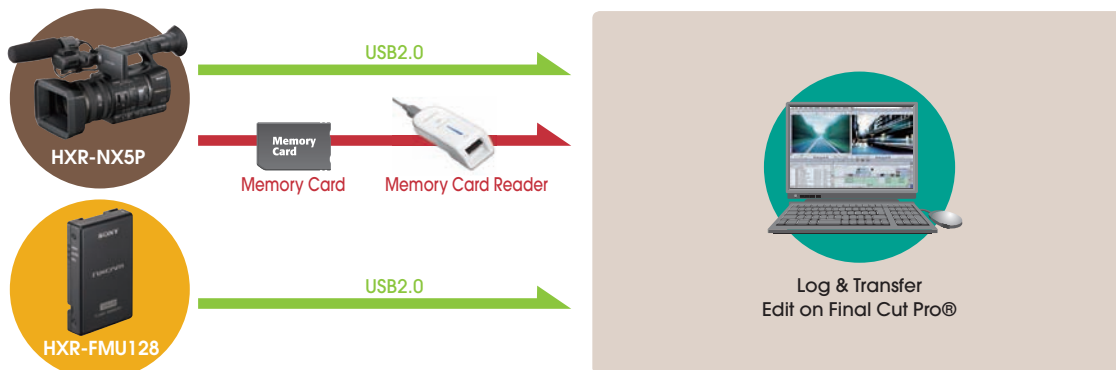 USB2.0
HXR-NX5P
Memory
Card
Memory Card
Memory Card Reader
SONY
HXR-FMU128
USB2.0
Log & Transfer
Edit on Final Cut Pro®